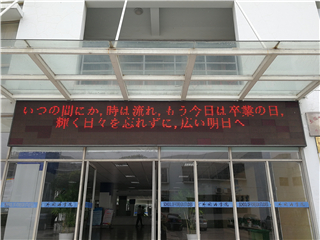 いつの間にか,時は流れ、もう今日は卒業の日,
輝く日々を忘れずに,広い明日へ